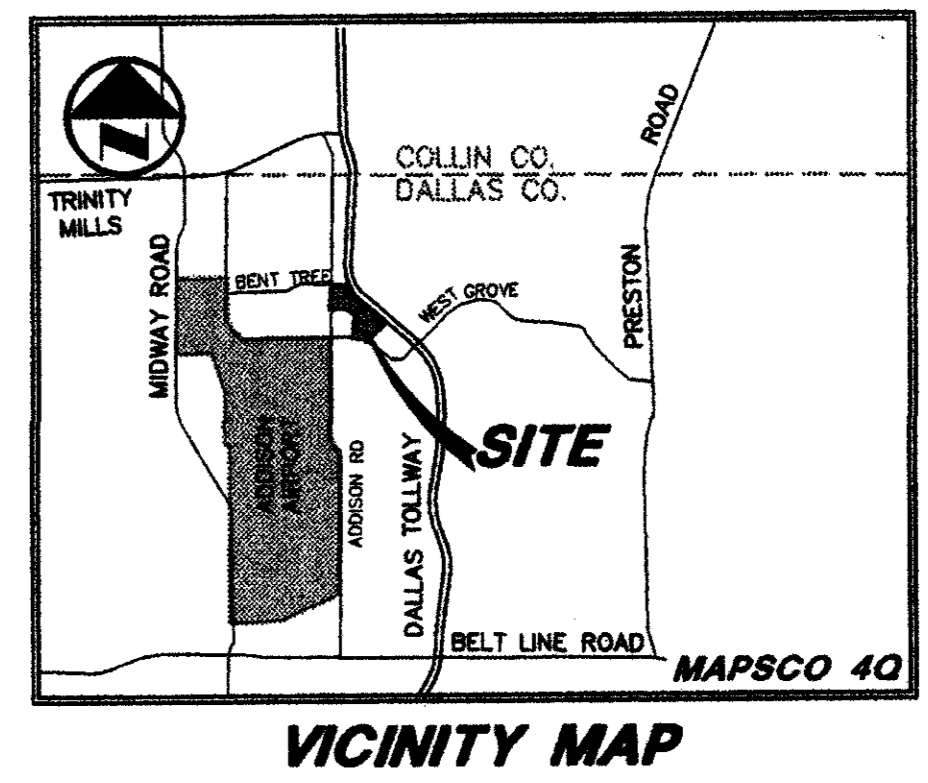 N
COLLIN CO.
DALLAS CO.
ROAD
TRINITY
MILLS
MIDWAY ROAD
BENT TREE
WEST GROVE
PRESTON
SITE
ADDISON
AIRPORT
ADDISON RD
DALLAS TOLLWAY
BELT LINE ROAD
MAPSCO 4Q
VICINITY MAP